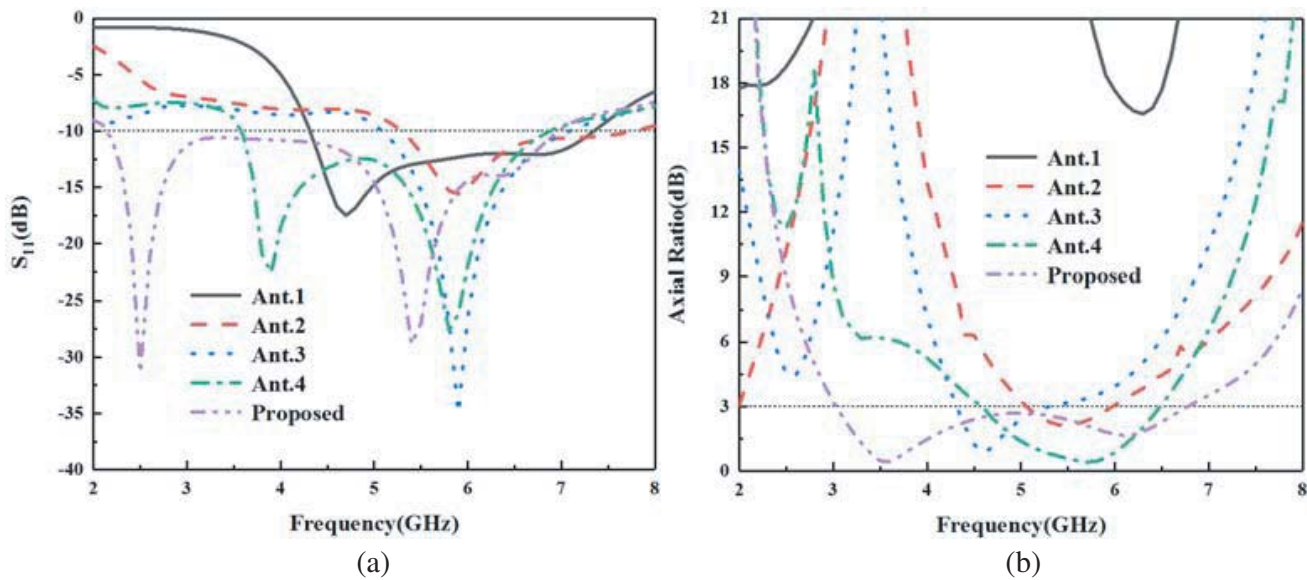 0
-5
-10
-15
-20
-25
-30
-35
-40
S11(dB)
Ant.1
Ant.2
Ant.3
Ant.4
Proposed
2 3 4 5 6 7 8
Frequency(GHz)
(a)
21
18
15
12
9
6
3
0
Axial Ratio(dB)
Ant.1
Ant.2
Ant.3
Ant.4
Proposed
2 3 4 5 6 7 8
Frequency(GHz)
(b)